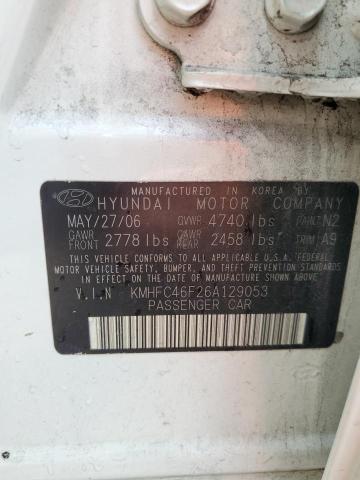 MANUFACTURED IN KOREA BY
HYUNDAI MOTOR COMPANY
MAY/27/06 GVWR 4740 lbs PAINT N2
GAWR FRONT 2778 lbs GAWR REAR 2458 lbs TRIM A9
THIS VEHICLE CONFORMS TO ALL APPLICABLE U.S.A. FEDERAL
MOTOR VEHICLE SAFETY, BUMPER, AND THEFT PREVENTION
STANDARDS IN EFFECT ON THE DATE OF MANUFACTURE SHOWN ABOVE.
V.I.N KMHFC46F26A129053
PASSENGER CAR